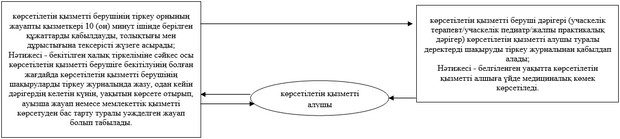 көрсетілетін қызметті берушінің тіркеу орнының
жауапты қызметкері 10 (он) минут ішінде берілген
құжаттарды қабылдауды, толықтығы мен
дұрыстығына тексерісті жүзеге асырады;
Нәтижесі - бекітілген халық тіркеліміне сәйкес осы
көрсетілетін қызметті берушіге бекітілуінің болған
жағдайда көрсетілетін қызметті берушінің
шақыруларды тіркеу журналында жазу, одан кейін
дәрігердің келетін күнін, уақытын көрсете отырып,
ауызша жауап немесе мемлекеттік қызметті
көрсетуден бас тарту туралы уәжделген жауап
болып табылады.
көрсетілетін қызметті
алушы
көрсетілетін қызметті беруші дәрігері (учаскелік
терапевт/учаскелік педиатр/жалпы практикалық
дәрігер) көрсетілетін қызметті алушы туралы
деректерді шақыруды тіркеу журналынан қабылдап
алады;
Нәтижесі - белгіленген уақытта көрсетілетін
қызметті алшыға үйде медициналық көмек
көрсетіледі.